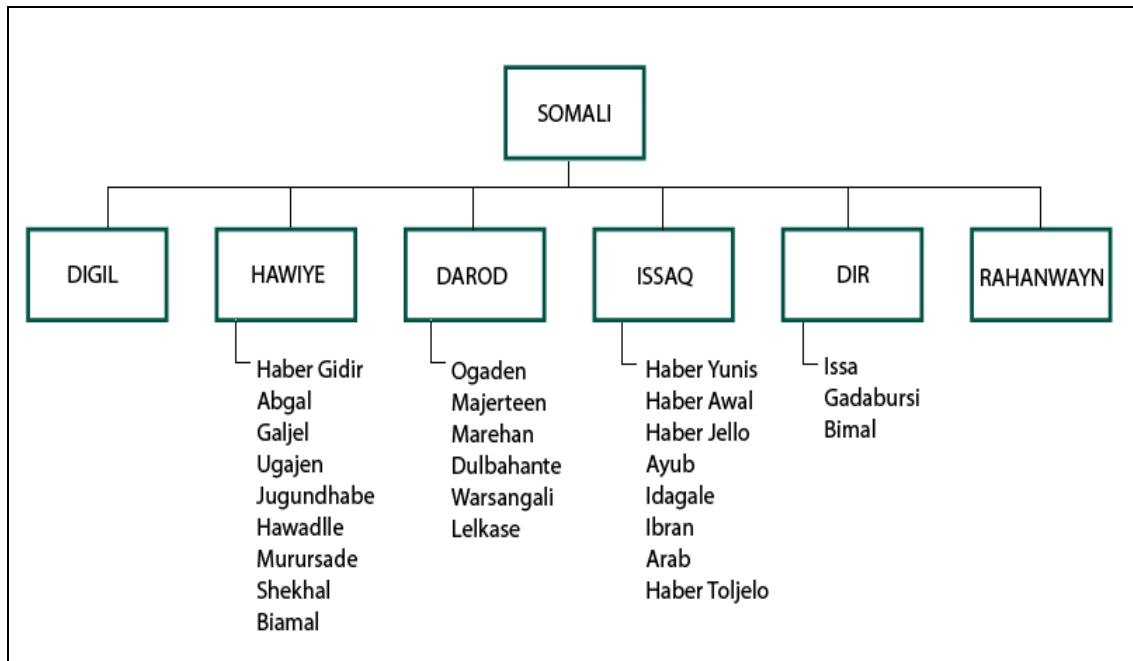 SOMALI
DIGIL
HAWIYE
DAROD
ISSAQ
DIR
RAHANWAYN
Haber Gidir
Abgal
Galjel
Ugajen
Jugundhabe
Hawadlle
Murursade
Shekhal
Biamal
Ogaden
Majerteen
Marehan
Dulbahante
Warsangali
Lelkase
Haber Yunis
Haber Awal
Haber Jello
Ayub
Idagale
Ibran
Arab
Haber Toljelo
Issa
Gadabursi
Bimal